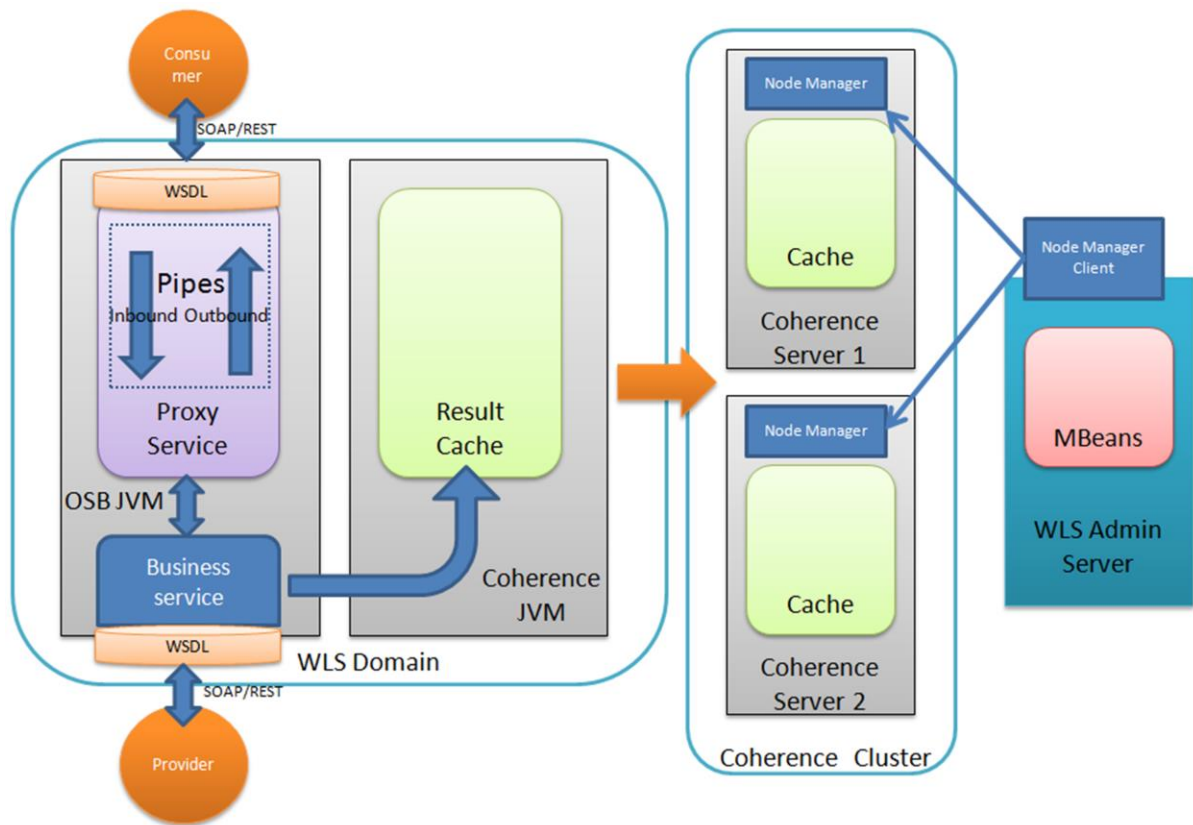 Consu
mer
SOAP/REST
WSDL
Pipes
Inbound Outbound
Proxy
Service
OSB JVM
Business
service
WSDL
SOAP/REST
Provider
Result
Cache
Coherence
JVM
WLS Domain
Node Manager
Cache
Coherence
Server 1
Node Manager
Cache
Coherence
Server 2
Coherence Cluster
Node Manager
Client
MBeans
WLS Admin
Server